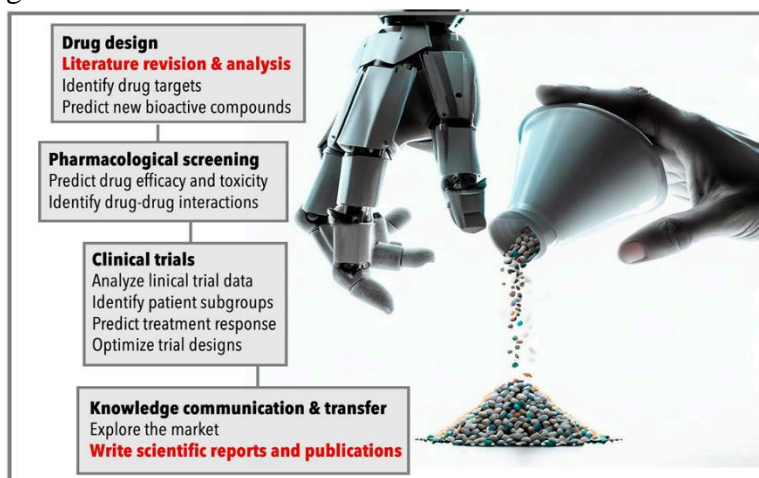 Drug design
Literature revision & analysis
Identify drug targets
Predict new bioactive compounds
Pharmacological screening
Predict drug efficacy and toxicity
Identify drug-drug interactions
Clinical trials
Analyze linical trial data
Identify patient subgroups
Predict treatment response
Optimize trial designs
Knowledge communication & transfer
Explore the market
Write scientific reports and publications